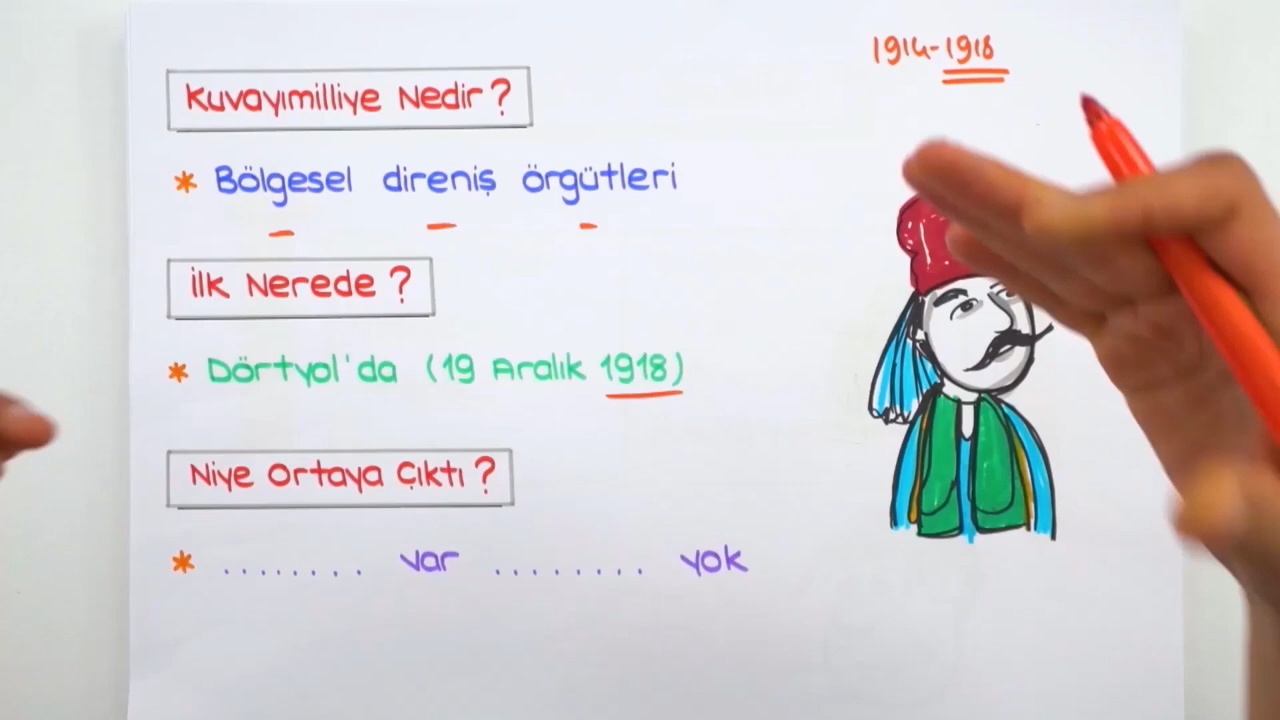 1914-1918
Kuvayımilliye Nedir?
* Bölgesel direniş örgütleri
İlk Nerede?
* Dörtyol'da (19 Aralık 1918)
Niye Ortaya Çıktı?
* ........ var ........ yok